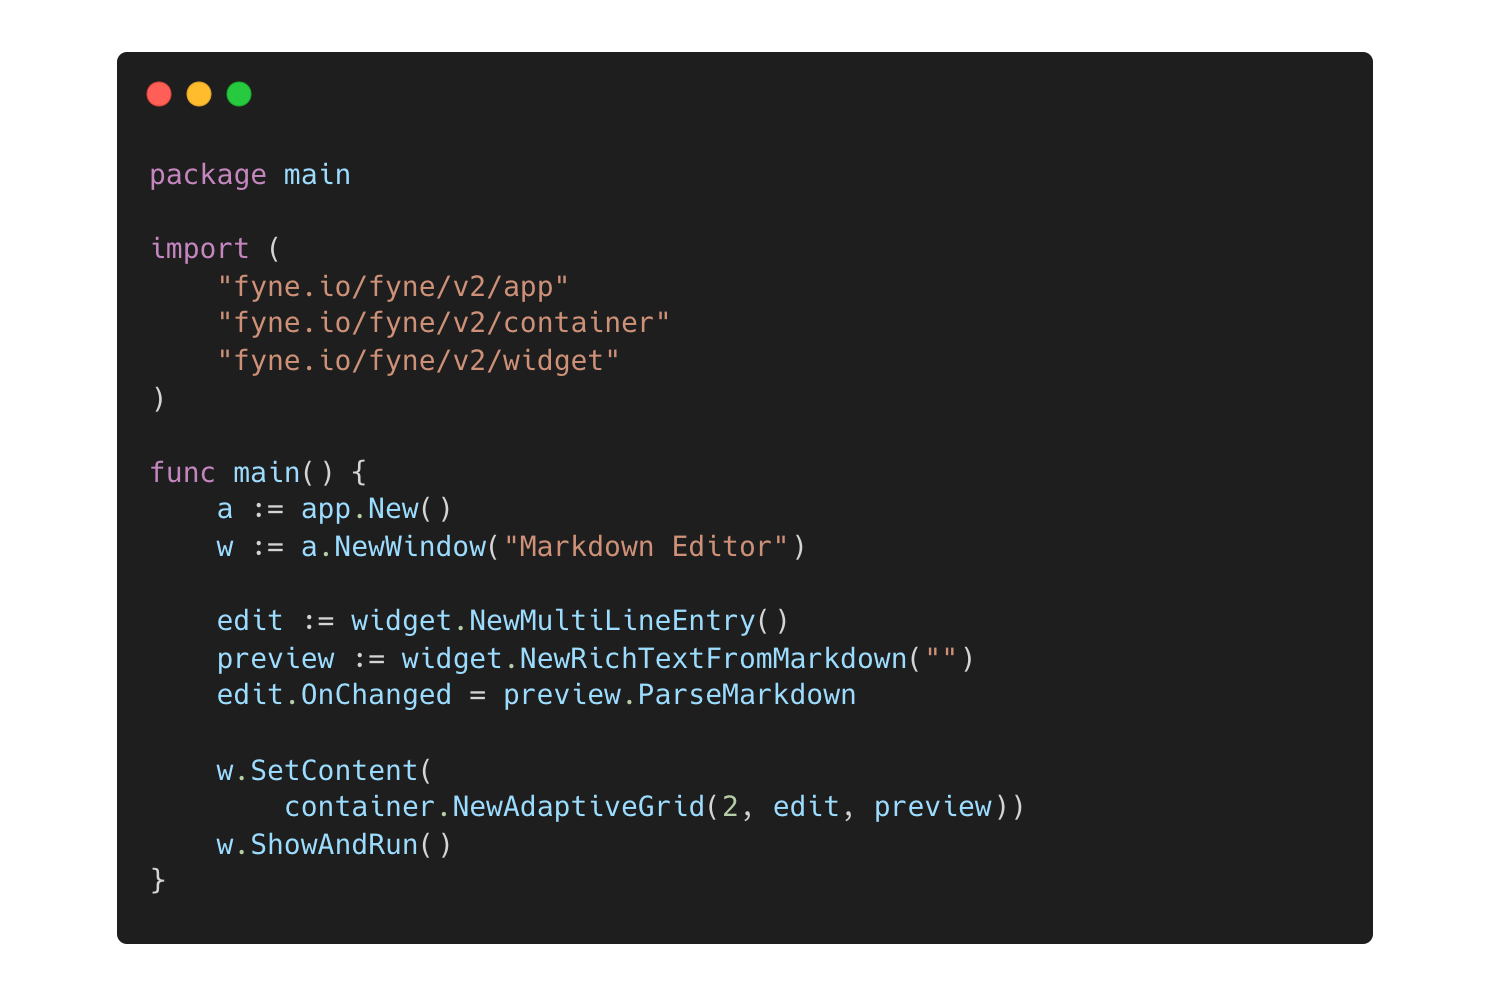 package main

import (
    "fyne.io/fyne/v2/app"
    "fyne.io/fyne/v2/container"
    "fyne.io/fyne/v2/widget"
)

func main() {
    a := app.New()
    w := a.NewWindow("Markdown Editor")

    edit := widget.NewMultiLineEntry()
    preview := widget.NewRichTextFromMarkdown("")
    edit.OnChanged = preview.ParseMarkdown

    w.SetContent(
        container.NewAdaptiveGrid(2, edit, preview))
    w.ShowAndRun()
}